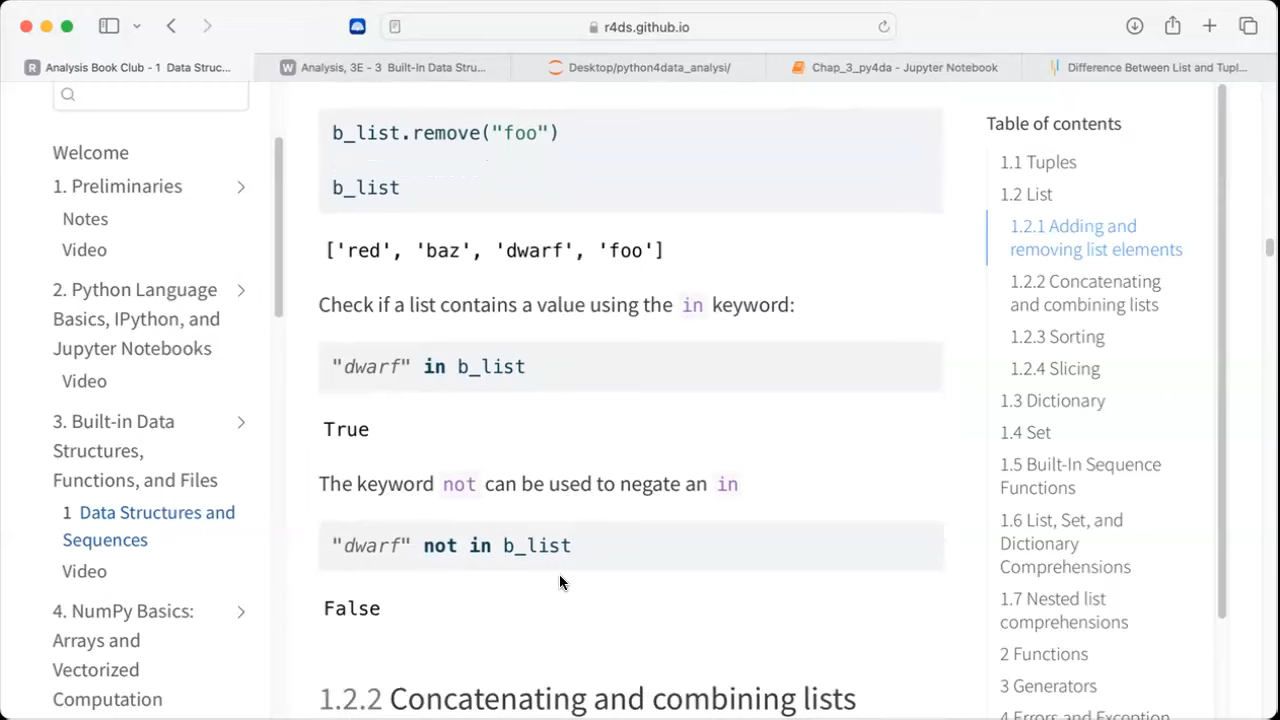 r4ds.github.io
R Analysis Book Club - 1 Data Struc...
W Analysis, 3E - 3 Built-In Data Stru...
Desktop/python4data_analysi/
Chap_3_py4da - Jupyter Notebook
Difference Between List and Tupl...
Welcome
1. Preliminaries
Notes
Video
2. Python Language
Basics, IPython, and
Jupyter Notebooks
Video
3. Built-in Data
Structures,
Functions, and Files
1 Data Structures and
Sequences
Video
4. NumPy Basics:
Arrays and
Vectorized
Computation
b_list.remove("foo")
b_list
['red', 'baz', 'dwarf', 'foo']
Check if a list contains a value using the in keyword:
"dwarf" in b_list
True
The keyword not can be used to negate an in
"dwarf" not in b_list
False
1.2.2 Concatenating and combining lists
Table of contents
1.1 Tuples
1.2 List
1.2.1 Adding and
removing list elements
1.2.2 Concatenating
and combining lists
1.2.3 Sorting
1.2.4 Slicing
1.3 Dictionary
1.4 Set
1.5 Built-In Sequence
Functions
1.6 List, Set, and
Dictionary
Comprehensions
1.7 Nested list
comprehensions
2 Functions
3 Generators
4 Errors and Exception